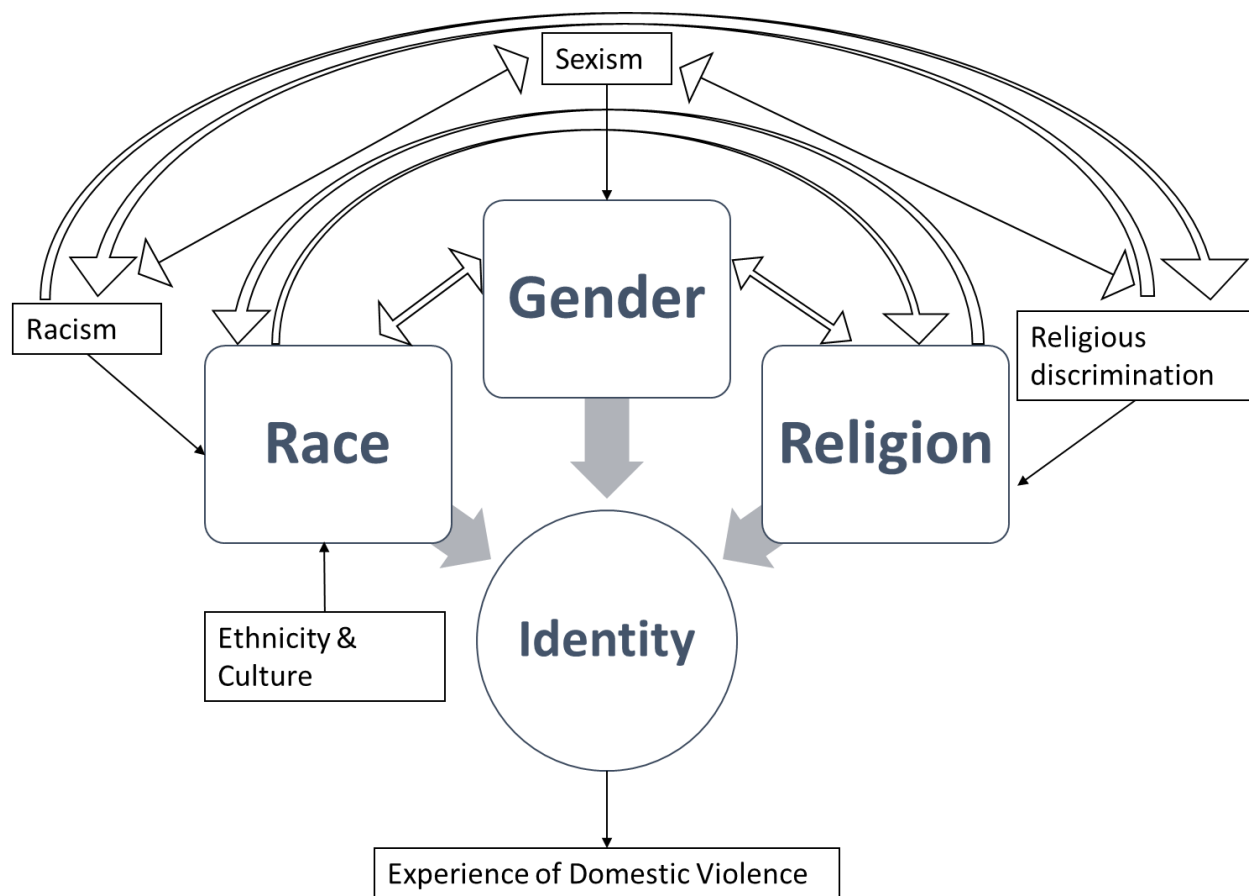 Sexism
Gender
Racism
Religious
discrimination
Race
Religion
Ethnicity &
Culture
Identity
Experience of Domestic Violence